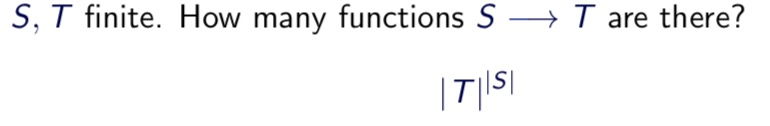 S, T finite. How many functions S ⟶ T are there?
|T|^{|S|}